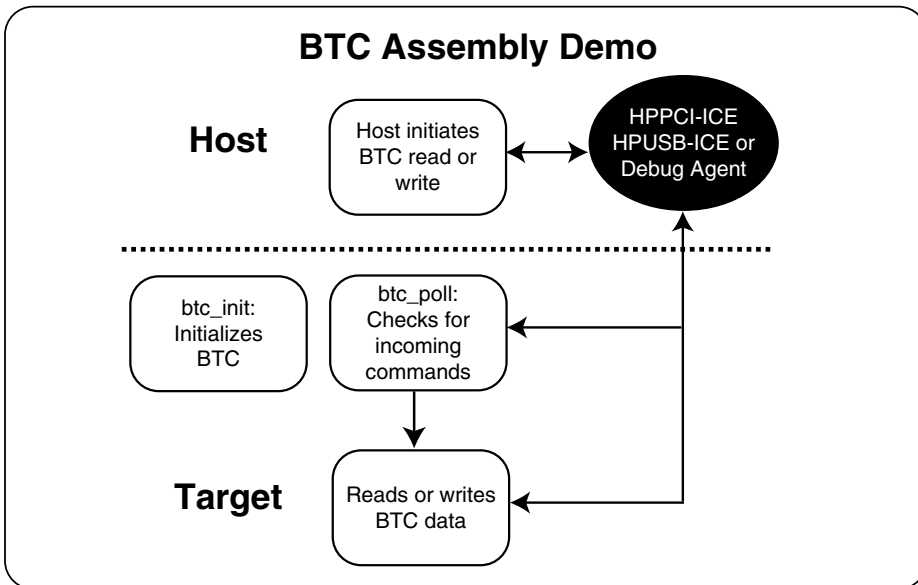 BTC Assembly Demo
Host
Host initiates
BTC read or
write
HPPCI-ICE
HPUSB-ICE or
Debug Agent
btc_init:
Initializes
BTC
btc_poll:
Checks for
incoming
commands
Target
Reads or writes
BTC data